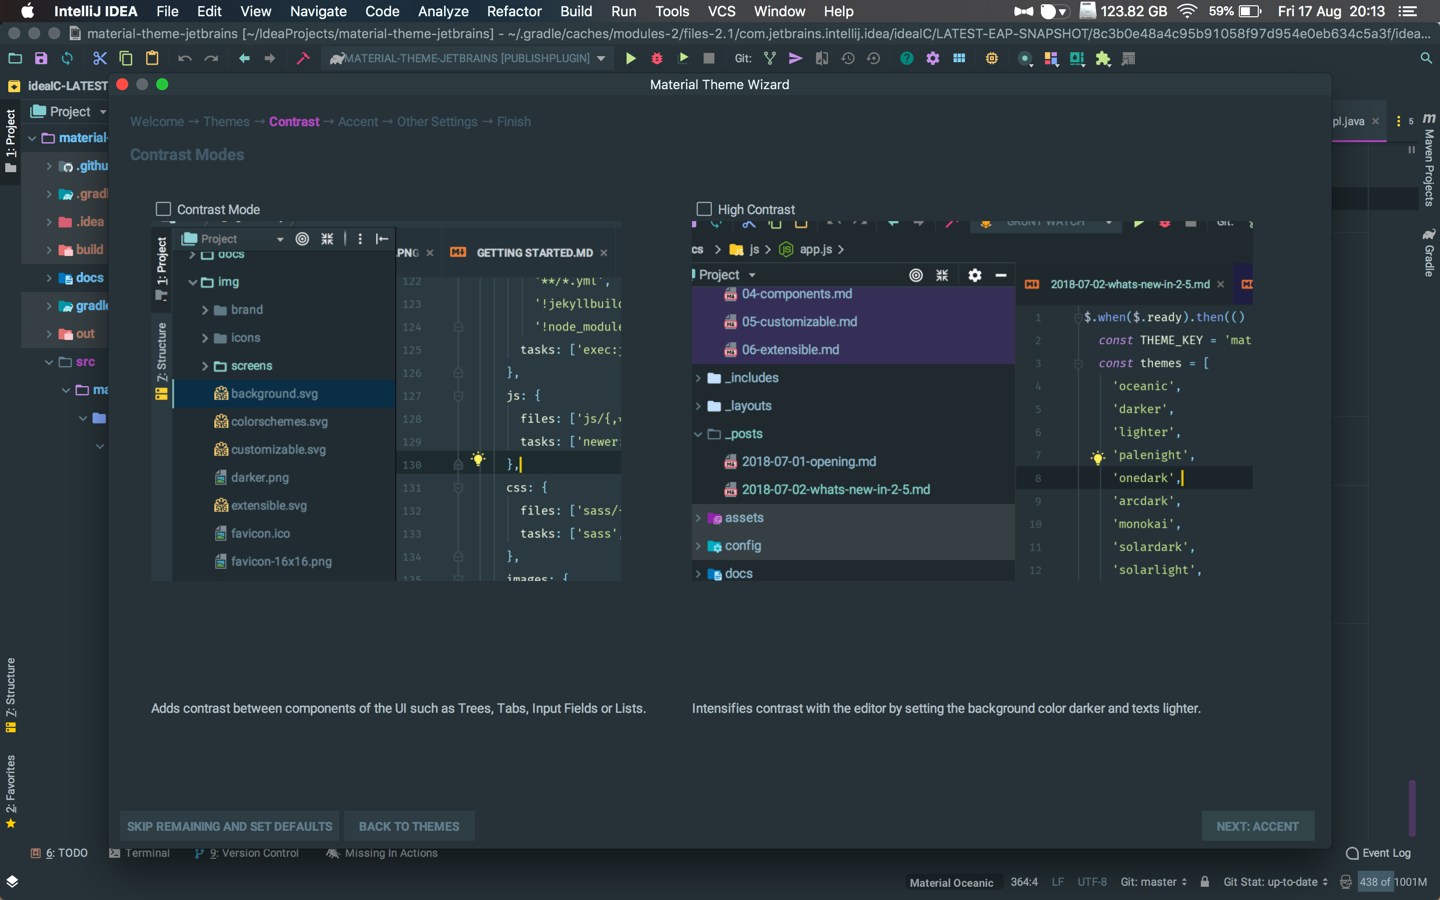 IntelliJ IDEA File Edit View Navigate Code Analyze Refactor Build Run Tools VCS Window Help 123.82 GB 59% Fri 17 Aug 20:13
material-theme-jetbrains [~/IdeaProjects/material-theme-jetbrains] - ~/.gradle/caches/modules-2/files-2.1/com.jetbrains.intellij.idea/ideaIC/LATEST-EAP-SNAPSHOT/8c3b0e48a4c95b91058f97d954e0eb634c5a3f/idea...
MATERIAL-THEME-JETBRAINS [PUBLISHPLUGIN] Git:
ideaIC-LATEST
Material Theme Wizard
1: Project
Project
material-
.githu
.grad
.idea
build
docs
gradle
out
src
ma
7: Structure
2: Favorites
Welcome → Themes → Contrast → Accent → Other Settings → Finish
Contrast Modes
Contrast Mode
1: Project
7: Structure
Project
docs
img
brand
icons
screens
background.svg
colorschemes.svg
customizable.svg
darker.png
extensible.svg
favicon.ico
favicon-16x16.png
.PNG GETTING STARTED.MD
122 '**/*.yml',
123 '!jekyllbuild
124 '!node_module
125 tasks: ['exec:j
126 },
127 js: {
128 files: ['js/{,*
129 tasks: ['newer:
130 },
131 css: {
132 files: ['sass/{
133 tasks: ['sass',
134 },
135 images: {
Adds contrast between components of the UI such as Trees, Tabs, Input Fields or Lists.
High Contrast
GRUNT WATCH Git:
cs js app.js
Project
04-components.md
05-customizable.md
06-extensible.md
_includes
_layouts
_posts
2018-07-01-opening.md
2018-07-02-whats-new-in-2-5.md
assets
config
docs
2018-07-02-whats-new-in-2-5.md
1 $.when($.ready).then(()
2 const THEME_KEY = 'mat
3 const themes = [
4 'oceanic',
5 'darker',
6 'lighter',
7 'palenight',
8 'onedark',
9 'arcdark',
10 'monokai',
11 'solardark',
12 'solarlight',
Intensifies contrast with the editor by setting the background color darker and texts lighter.
pl.java 5
m Maven Projects
Gradle
SKIP REMAINING AND SET DEFAULTS BACK TO THEMES NEXT: ACCENT
6: TODO Terminal 9: Version Control Missing In Actions Event Log
Material Oceanic 364:4 LF UTF-8 Git: master Git Stat: up-to-date 438 of 1001M